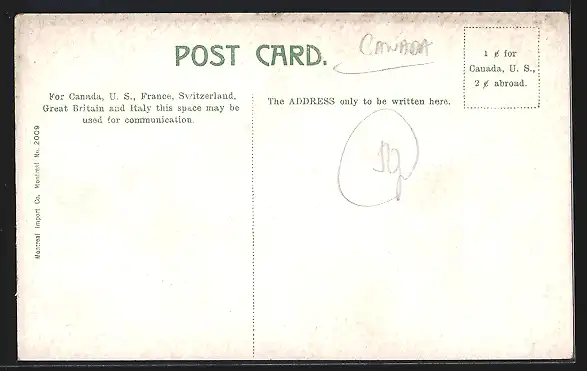 POST CARD.
CANADA
1 ¢ for
Canada, U. S.,
2 ¢ abroad.
For Canada, U. S., France, Switzerland,
Great Britain and Italy this space may be
used for communication.
The ADDRESS only to be written here.
Montreal Import Co. Montreal No. 2009